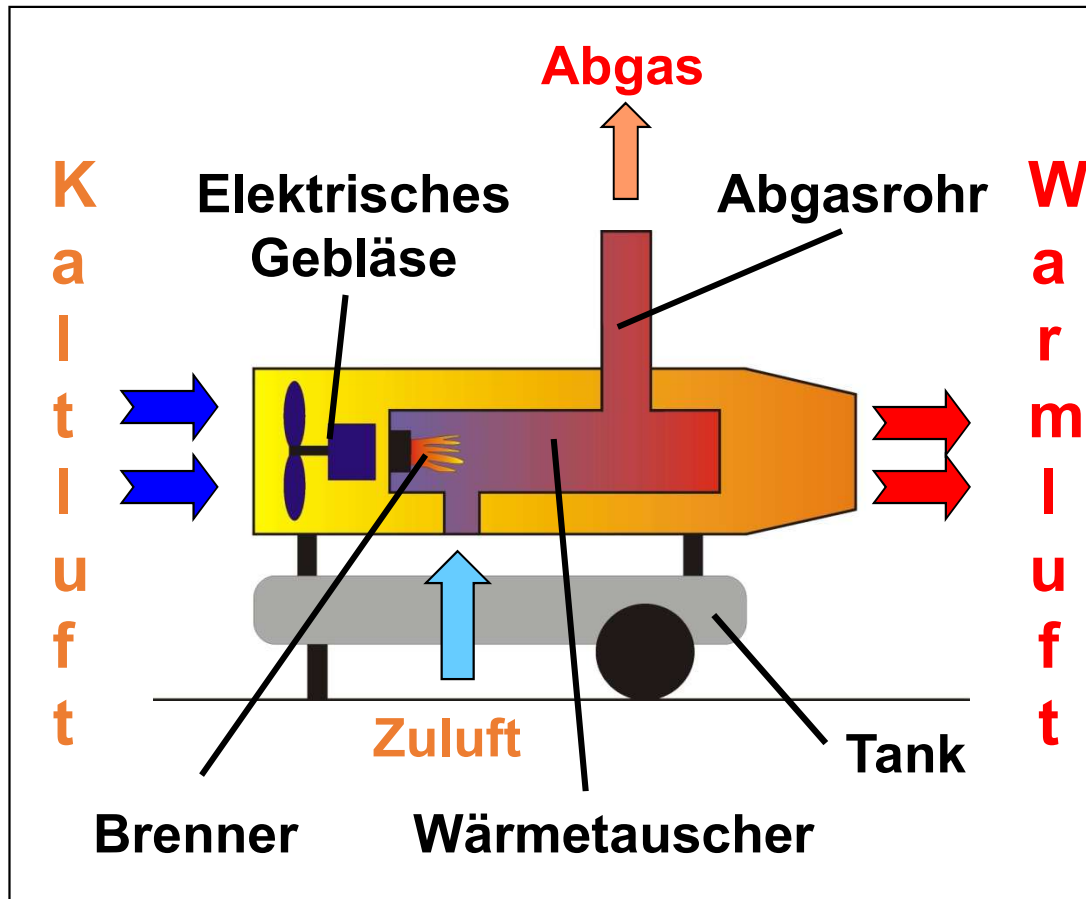 Abgas
Kaltluft
Elektrisches
Gebläse
Abgasrohr
Warmluft
Zuluft
Tank
Brenner
Wärmetauscher